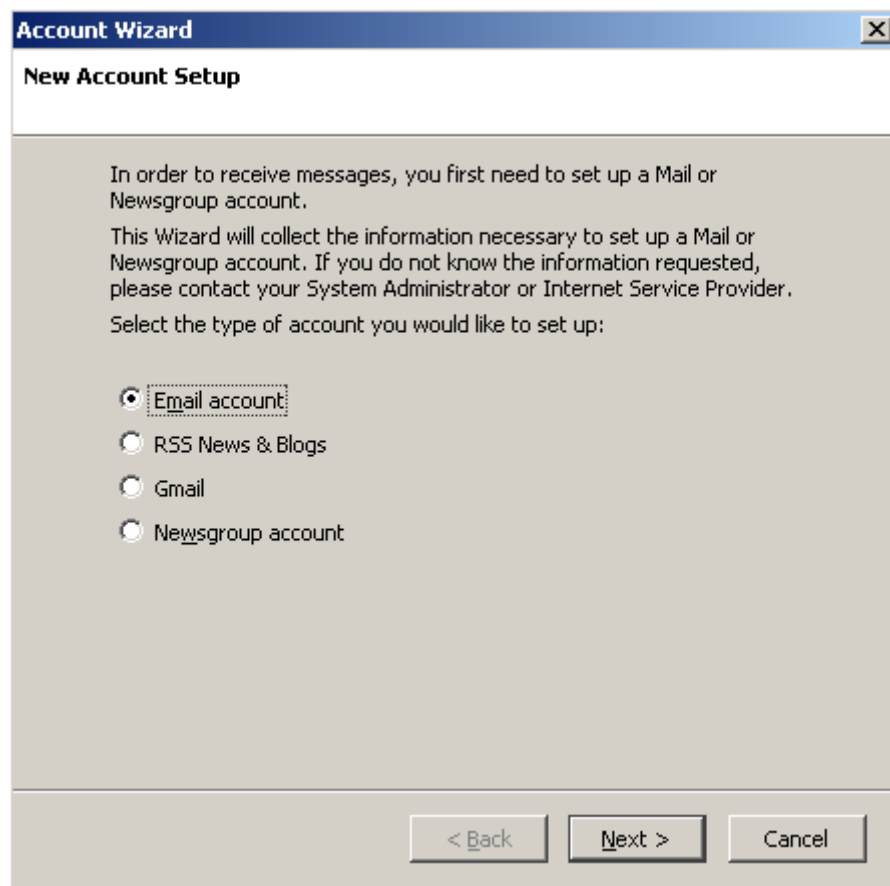 Account Wizard
New Account Setup
In order to receive messages, you first need to set up a Mail or
Newsgroup account.
This Wizard will collect the information necessary to set up a Mail or
Newsgroup account. If you do not know the information requested,
please contact your System Administrator or Internet Service Provider.
Select the type of account you would like to set up:
Email account
RSS News & Blogs
Gmail
Newsgroup account
< Back Next > Cancel